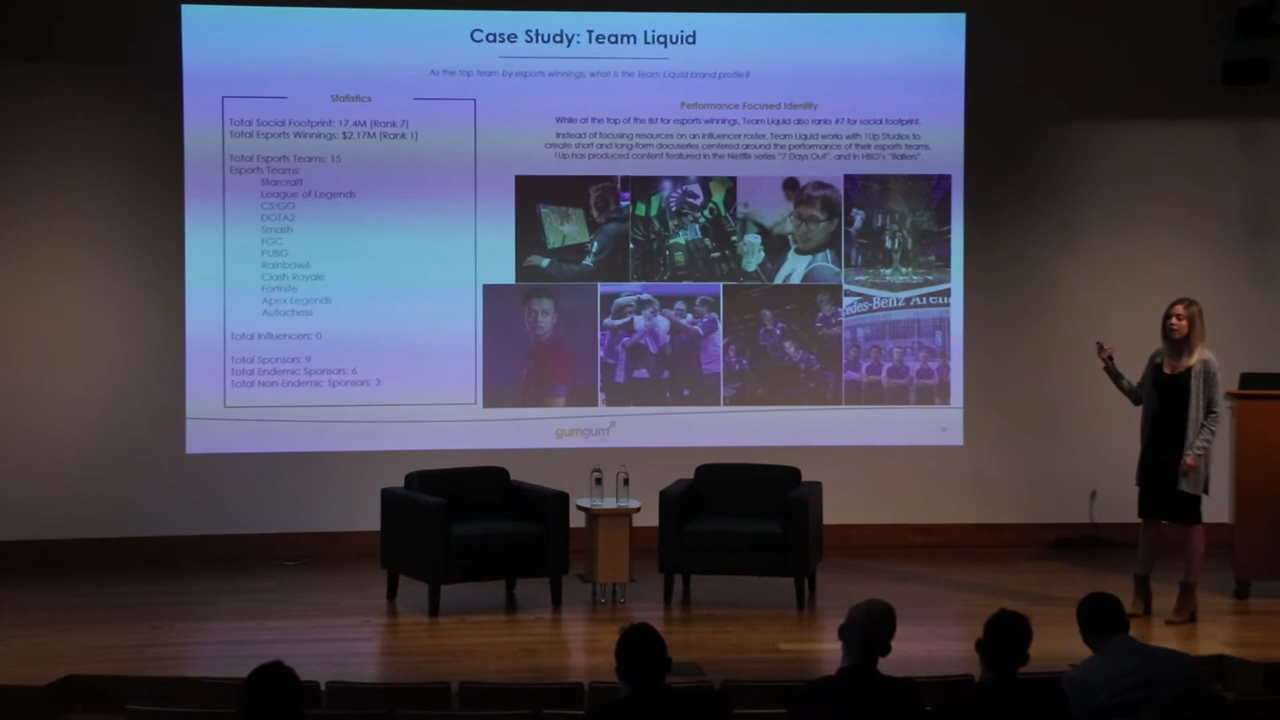 Case Study: Team Liquid
As the top team by esports winnings, what is the Team Liquid brand profile?
Statistics
Total Social Footprint: 17.4M (Rank 7)
Total Esports Winnings: $2.17M (Rank 1)
Total Esports Teams: 15
Esports Teams:
Starcraft
League of Legends
CS:GO
DOTA2
Smash
FGC
PUBG
Rainbow6
Clash Royale
Fortnite
Apex Legends
Autochess
Total Influencers: 0
Total Sponsors: 9
Total Endemic Sponsors: 6
Total Non-Endemic Sponsors: 3
Performance Focused Identity
While at the top of the list for esports winnings, Team Liquid also ranks #7 for social footprint.
Instead of focusing resources on an influencer roster, Team Liquid works with 1Up Studios to
create short and long-form docuseries centered around the performance of their esports teams.
1Up has produced content featured in the Netflix series "7 Days Out", and in HBO's "Ballers".
edes-Benz Aren
gumgum